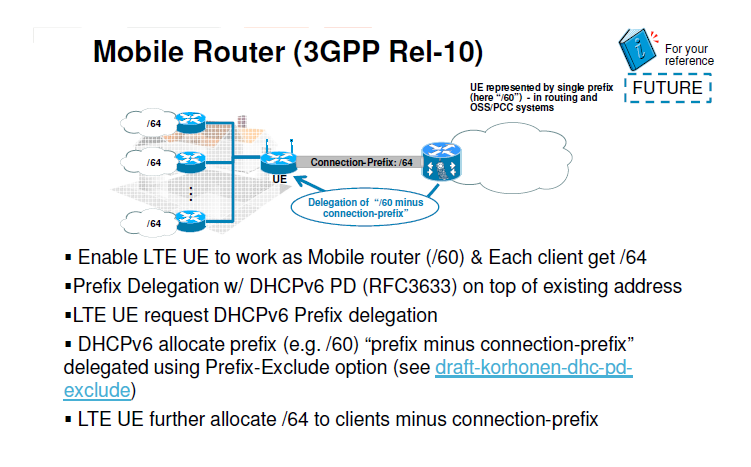 Mobile Router (3GPP Rel-10)
For your
reference
FUTURE
UE represented by single prefix
(here “/60”) - in routing and
OSS/PCC systems
/64
/64
/64
UE
Connection-Prefix: /64
Delegation of “/60 minus
connection-prefix”
▪ Enable LTE UE to work as Mobile router (/60) & Each client get /64
▪Prefix Delegation w/ DHCPv6 PD (RFC3633) on top of existing address
▪LTE UE request DHCPv6 Prefix delegation
▪ DHCPv6 allocate prefix (e.g. /60) “prefix minus connection-prefix”
delegated using Prefix-Exclude option (see draft-korhonen-dhc-pd-
exclude)
▪ LTE UE further allocate /64 to clients minus connection-prefix